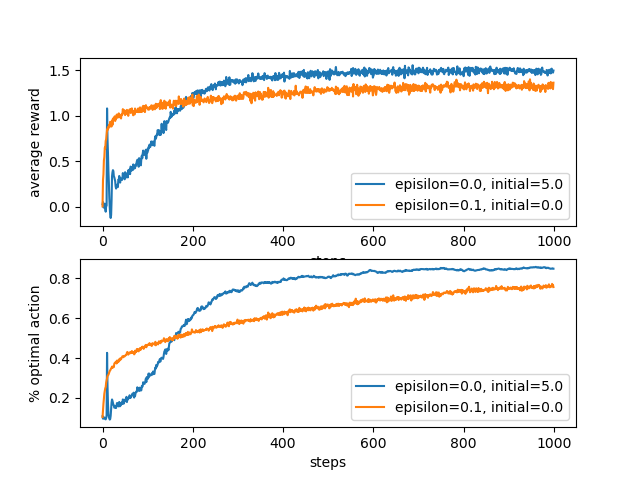 1.5
1.0
0.5
0.0
average reward
episilon=0.0, initial=5.0
episilon=0.1, initial=0.0
0 200 400 600 800 1000
steps
0.8
0.6
0.4
0.2
% optimal action
episilon=0.0, initial=5.0
episilon=0.1, initial=0.0
0 200 400 600 800 1000
steps